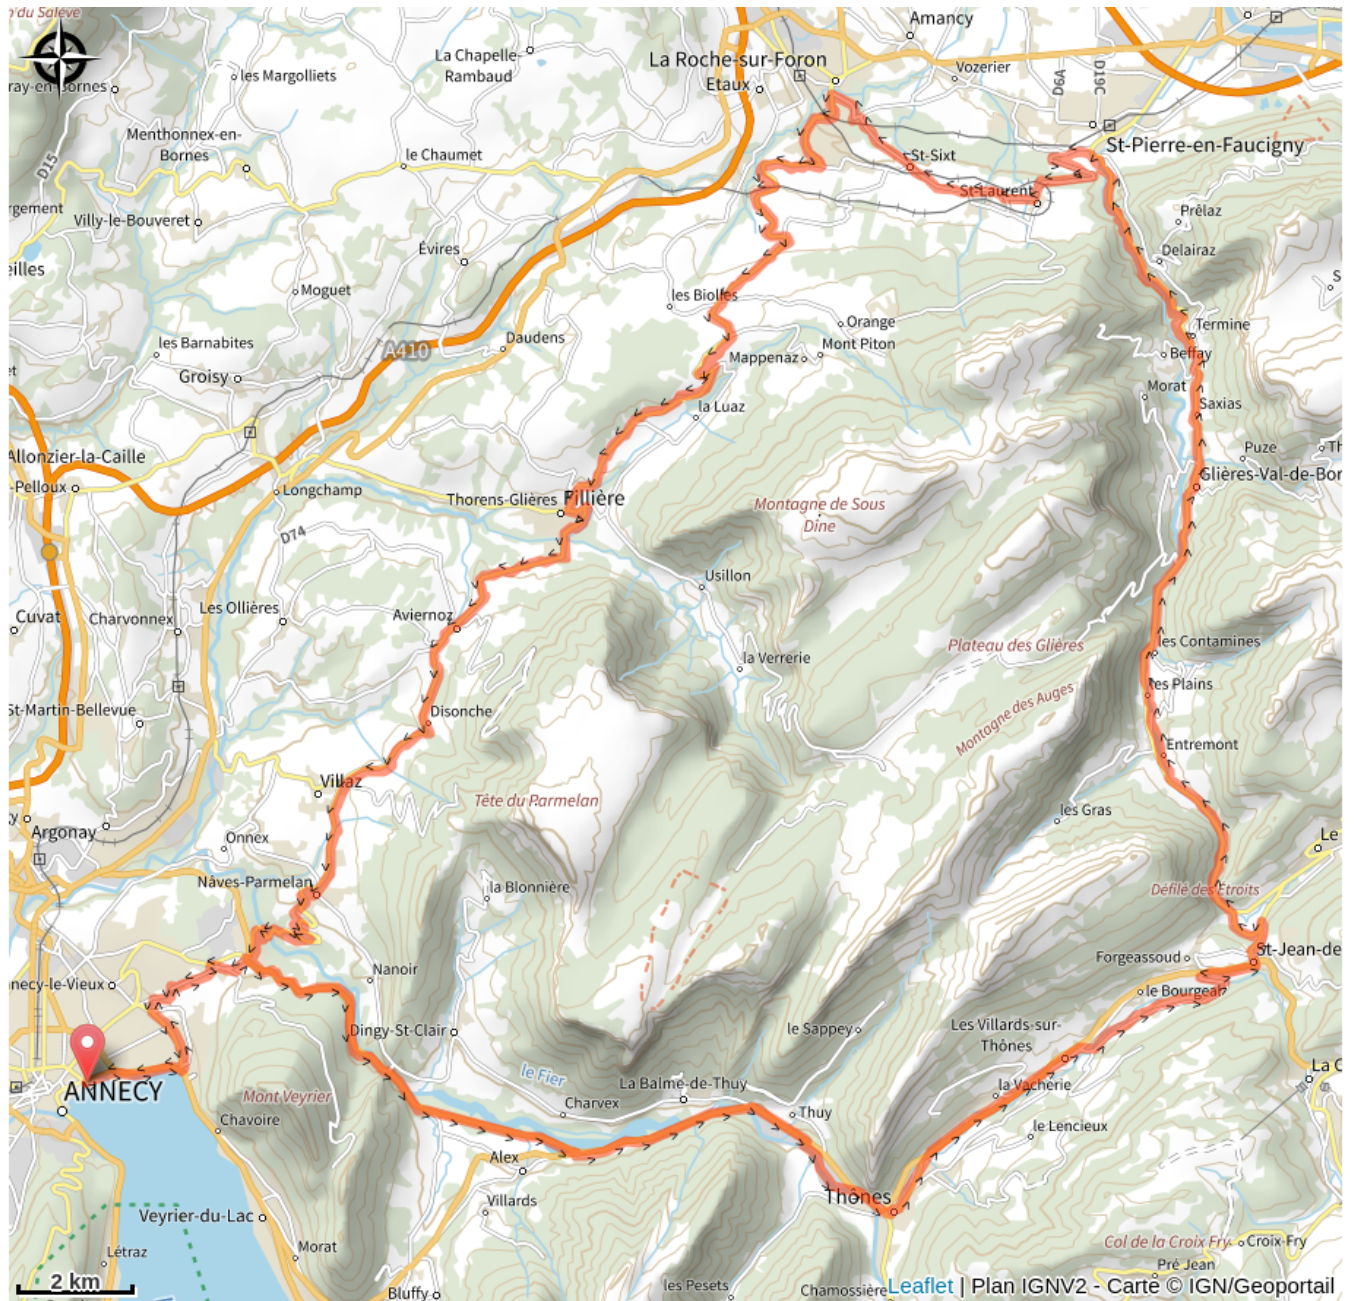 n'du Salève
Amancy
La Chapelle-
Rambaud
La Roche-sur-Foron
les Margolliets
Vozerier
Etaux
ray-en-Bornes
D6A
D19C
Menthonnex-en-
Bornes
St-Pierre-en-Faucigny
le Chaumet
St-Sixt
D15
St-Laurent
rgement
Villy-le-Bouveret
Prêlaz
Évires
Delairaz
eilles
S
Moguet
les Biolles
Orange
Termine
les Barnabites
Daudens
A410
Mont Piton
Mappenaz
Beffay
et
Groisy
Morat
la Luaz
Saxias
Allonzier-la-Caille
Puze
Th
-Pelloux
Longchamp
Thorens-Glières
Fillière
Glières-Val-de-Bor
Montagne de Sous
Dine
D74
Usillon
Cuvat
Charvonnex
Les Ollières
Aviernoz
Plateau des Glières
les Contamines
la Verrerie
les Plains
St-Martin-Bellevue
Disonche
Montagne des Auges
Entremont
Villaz
Tête du Parmelan
les Gras
y
Argonay
Onnex
Le
Nâves-Parmelan
la Blonnière
Défilé des Étroits
St-Jean-de
Forgeassoud
nnecy-le-Vieux
Nanoir
le Bourgeal
Dingy-St-Clair
le Sappey
Les Villards-sur-
Thônes
ANNECY
le Fier
La Balme-de-Thuy
la Vacherie
La C
Mont Veyrier
Charvex
Chavoire
Thuy
le Lencieux
Alex
Villards
Thônes
Veyrier-du-Lac
Morat
Col de la Croix Fry
Croix-Fry
Létraz
Pré Jean
2 km
Bluffy
les Pesets
Chamossière
Leaflet | Plan IGNV2 - Carte © IGN/Geoportail